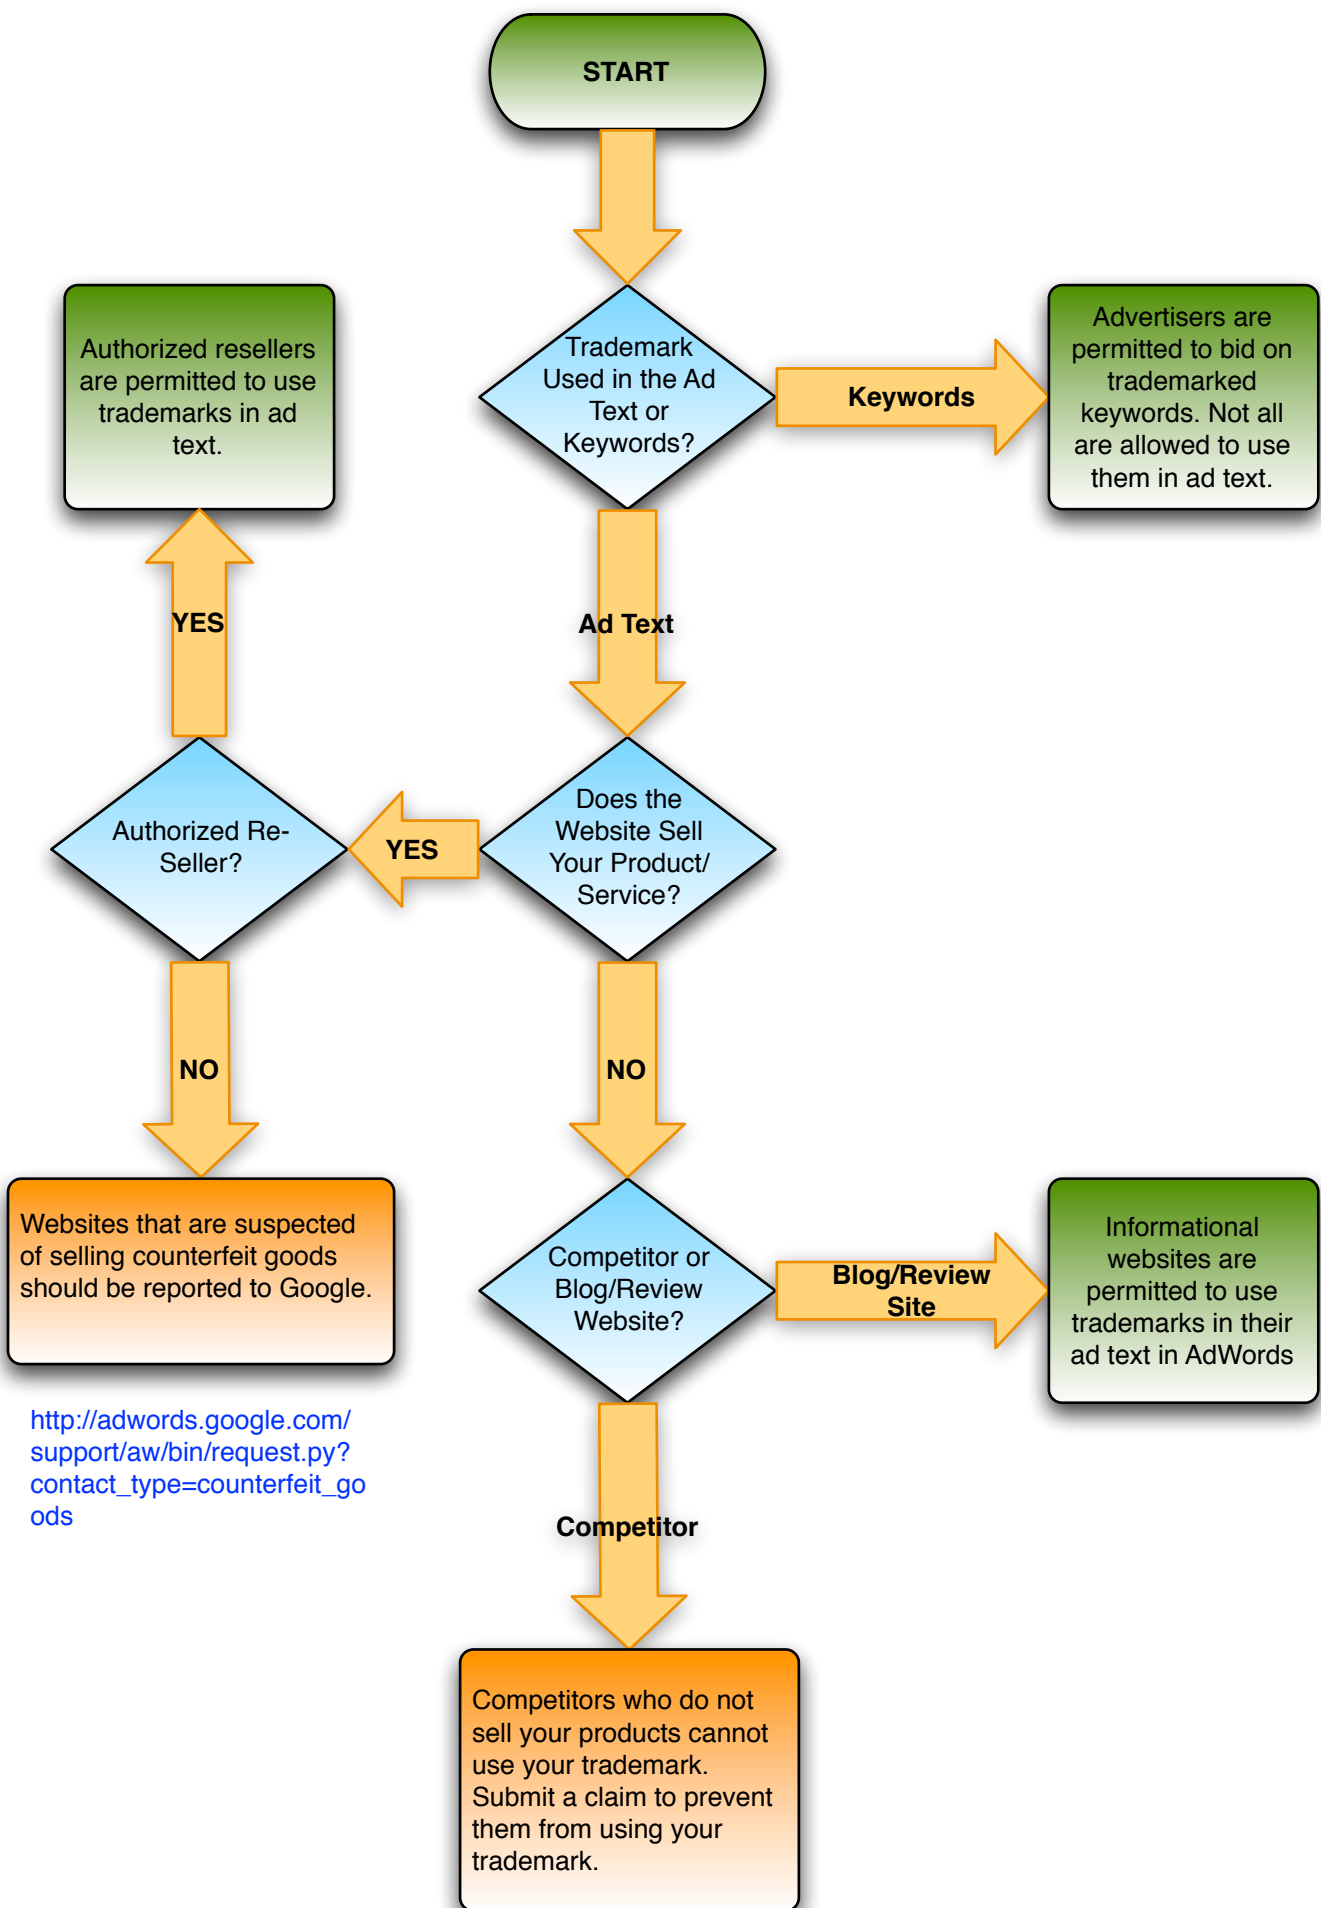 START
Trademark
Used in the Ad
Text or
Keywords?
Keywords
Advertisers are
permitted to bid on
trademarked
keywords. Not all
are allowed to use
them in ad text.
Authorized resellers
are permitted to use
trademarks in ad
text.
YES
Ad Text
Authorized Re-
Seller?
YES
Does the
Website Sell
Your Product/
Service?
NO
NO
Websites that are suspected
of selling counterfeit goods
should be reported to Google.
http://adwords.google.com/
support/aw/bin/request.py?
contact_type=counterfeit_go
ods
Competitor or
Blog/Review
Website?
Blog/Review
Site
Informational
websites are
permitted to use
trademarks in their
ad text in AdWords
Competitor
Competitors who do not
sell your products cannot
use your trademark.
Submit a claim to prevent
them from using your
trademark.